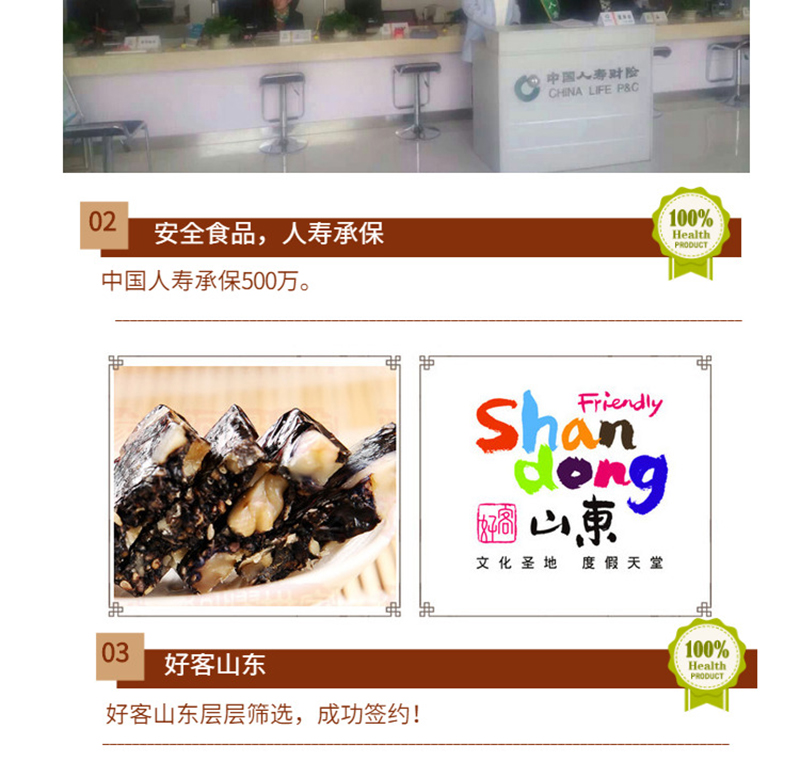 中国人寿财险
CHINA LIFE P&C
02
安全食品，人寿承保
100%
Health
PRODUCT
中国人寿承保500万。
Friendly
Shan
dong
好客
山東
文化圣地 度假天堂
03
好客山东
100%
Health
PRODUCT
好客山东层层筛选，成功签约！